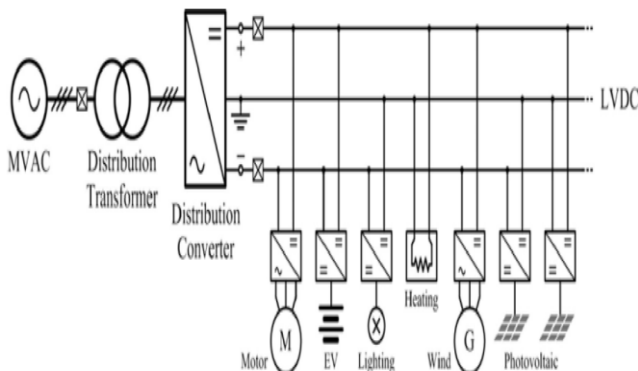 LVDC
MVAC
Distribution
Transformer
Distribution
Converter
Heating
M
G
Motor
EV
Lighting
Wind
Photovoltaic